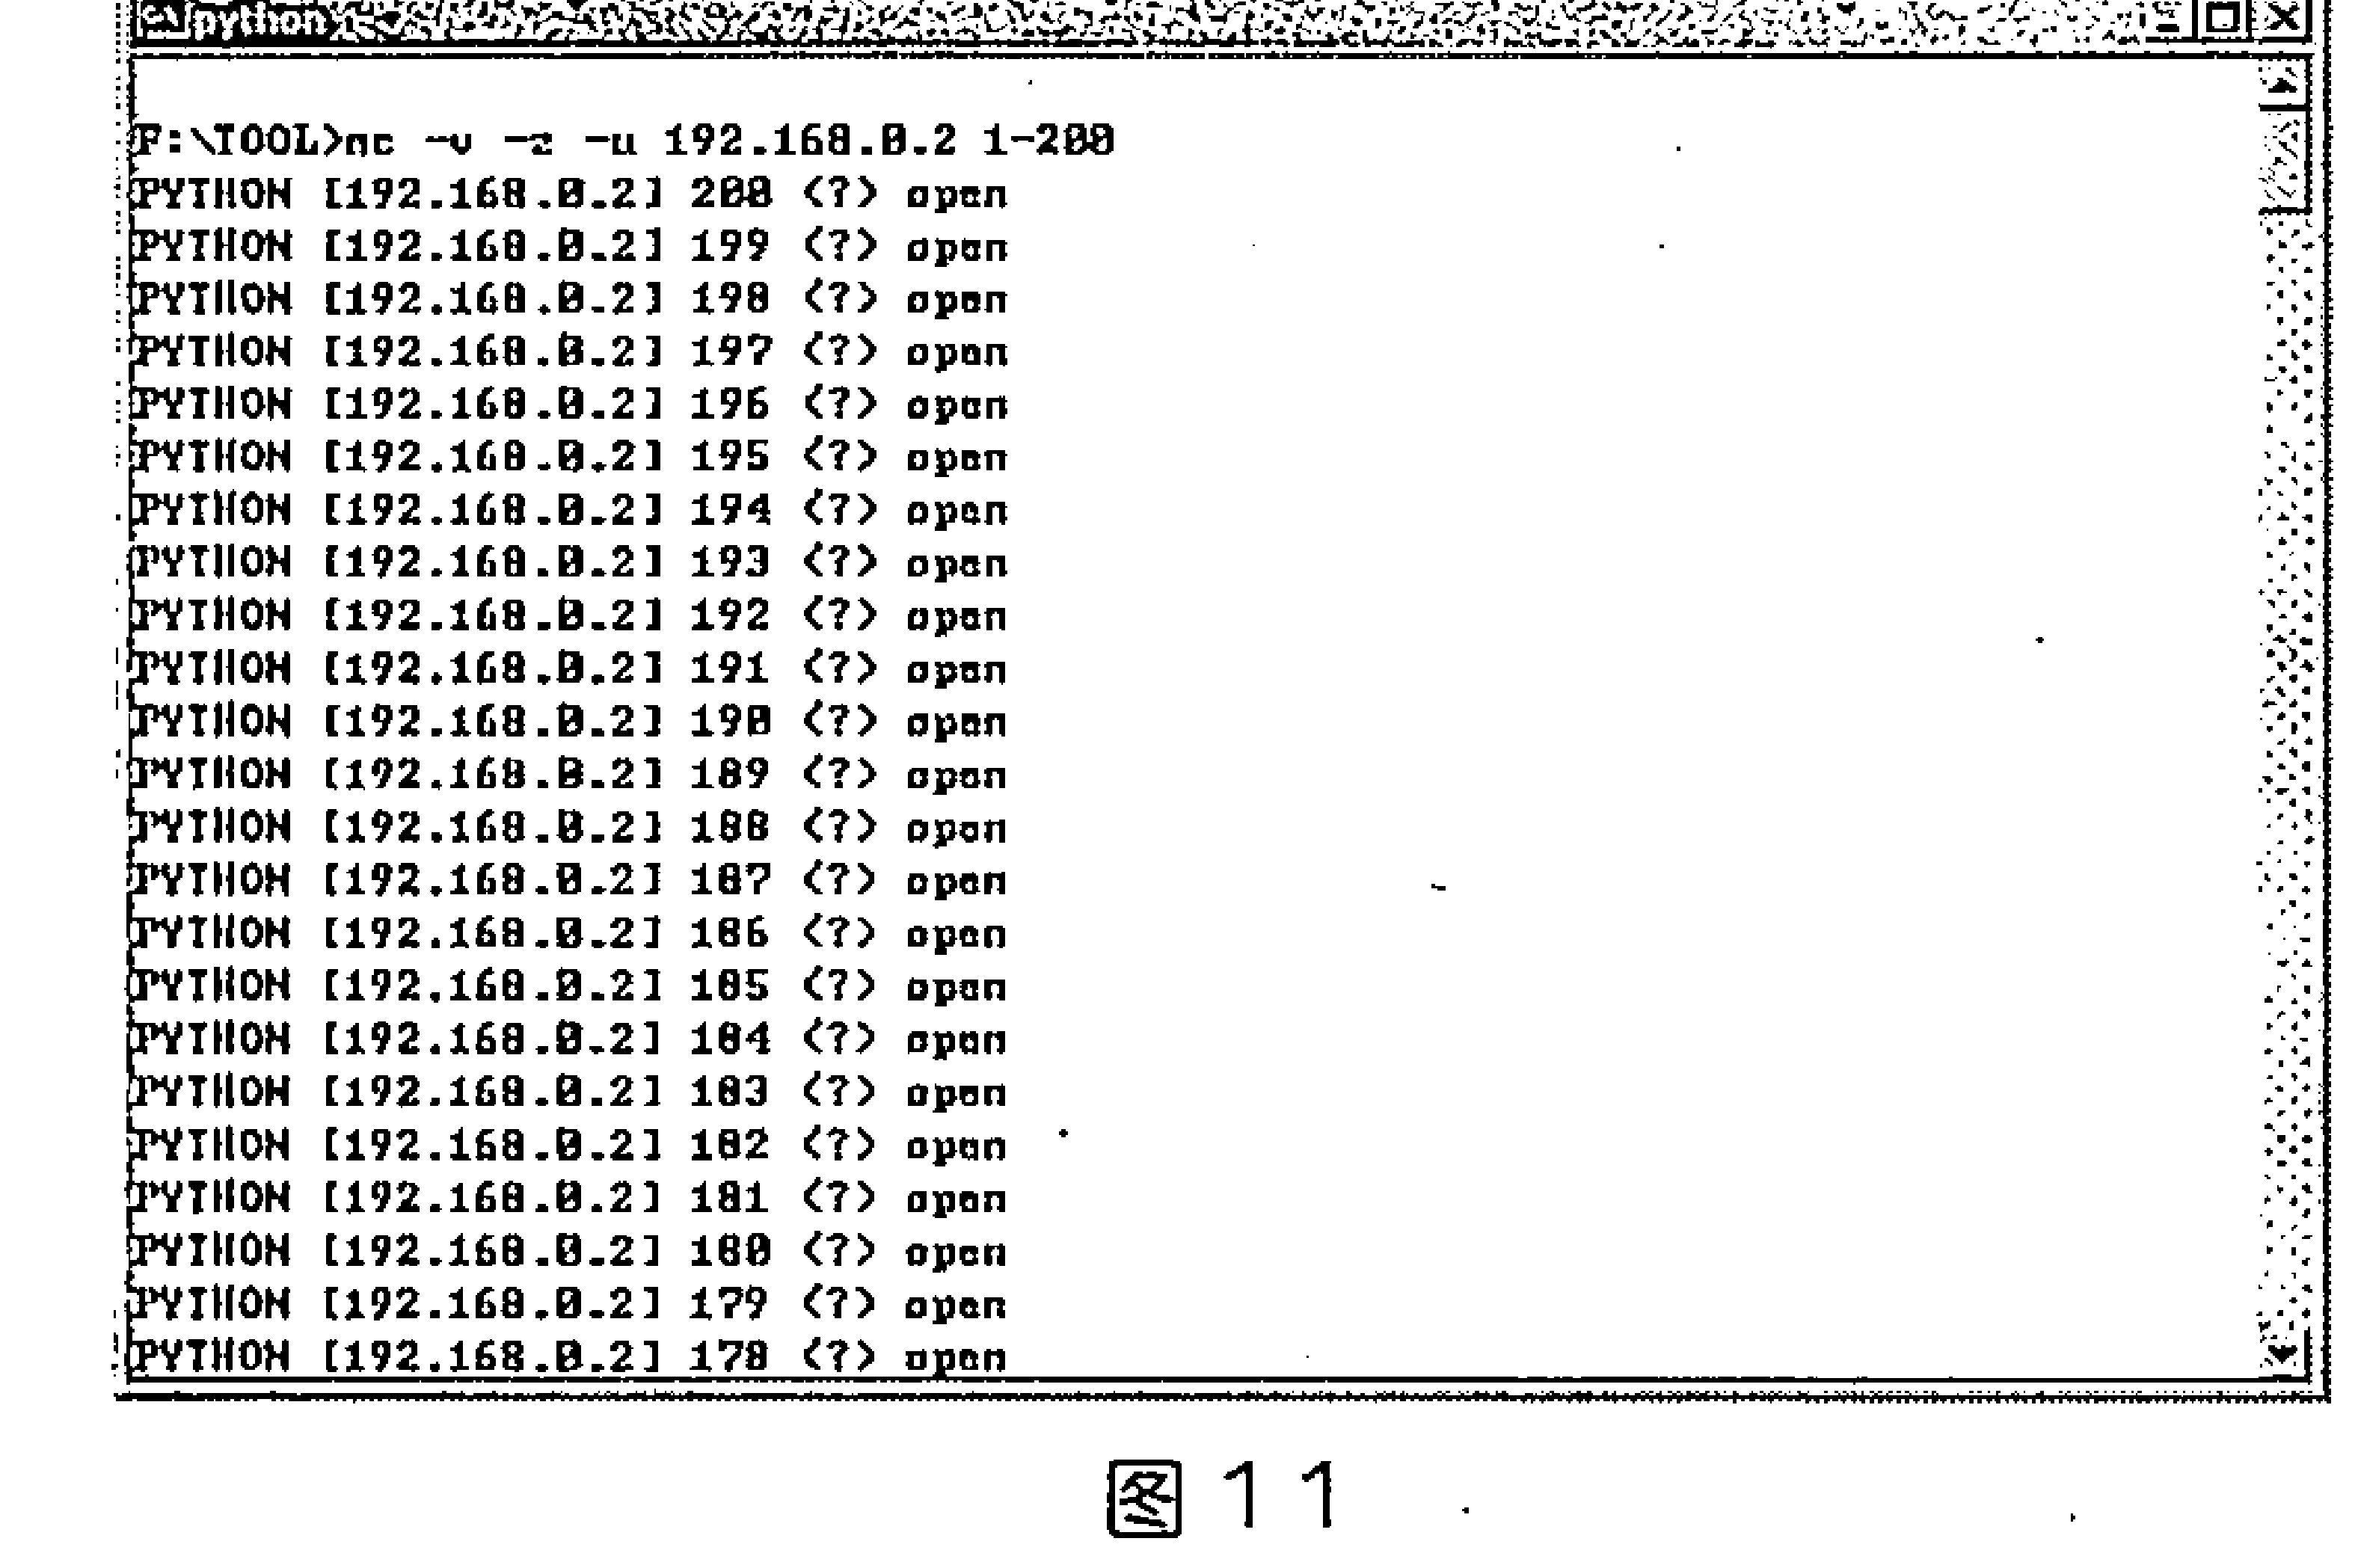 python
F:\TOOL>nc -v -z -u 192.168.0.2 1-200
PYTHON [192.168.0.2] 200 (?) open
PYTHON [192.168.0.2] 199 (?) open
PYTHON [192.168.0.2] 198 (?) open
PYTHON [192.168.0.2] 197 (?) open
PYTHON [192.168.0.2] 196 (?) open
PYTHON [192.168.0.2] 195 (?) open
PYTHON [192.168.0.2] 194 (?) open
PYTHON [192.168.0.2] 193 (?) open
PYTHON [192.168.0.2] 192 (?) open
PYTHON [192.168.0.2] 191 (?) open
PYTHON [192.168.0.2] 190 (?) open
PYTHON [192.168.0.2] 189 (?) open
PYTHON [192.168.0.2] 188 (?) open
PYTHON [192.168.0.2] 187 (?) open
PYTHON [192.168.0.2] 186 (?) open
PYTHON [192.168.0.2] 185 (?) open
PYTHON [192.168.0.2] 184 (?) open
PYTHON [192.168.0.2] 183 (?) open
PYTHON [192.168.0.2] 182 (?) open
PYTHON [192.168.0.2] 181 (?) open
PYTHON [192.168.0.2] 180 (?) open
PYTHON [192.168.0.2] 179 (?) open
PYTHON [192.168.0.2] 178 (?) open
图 11